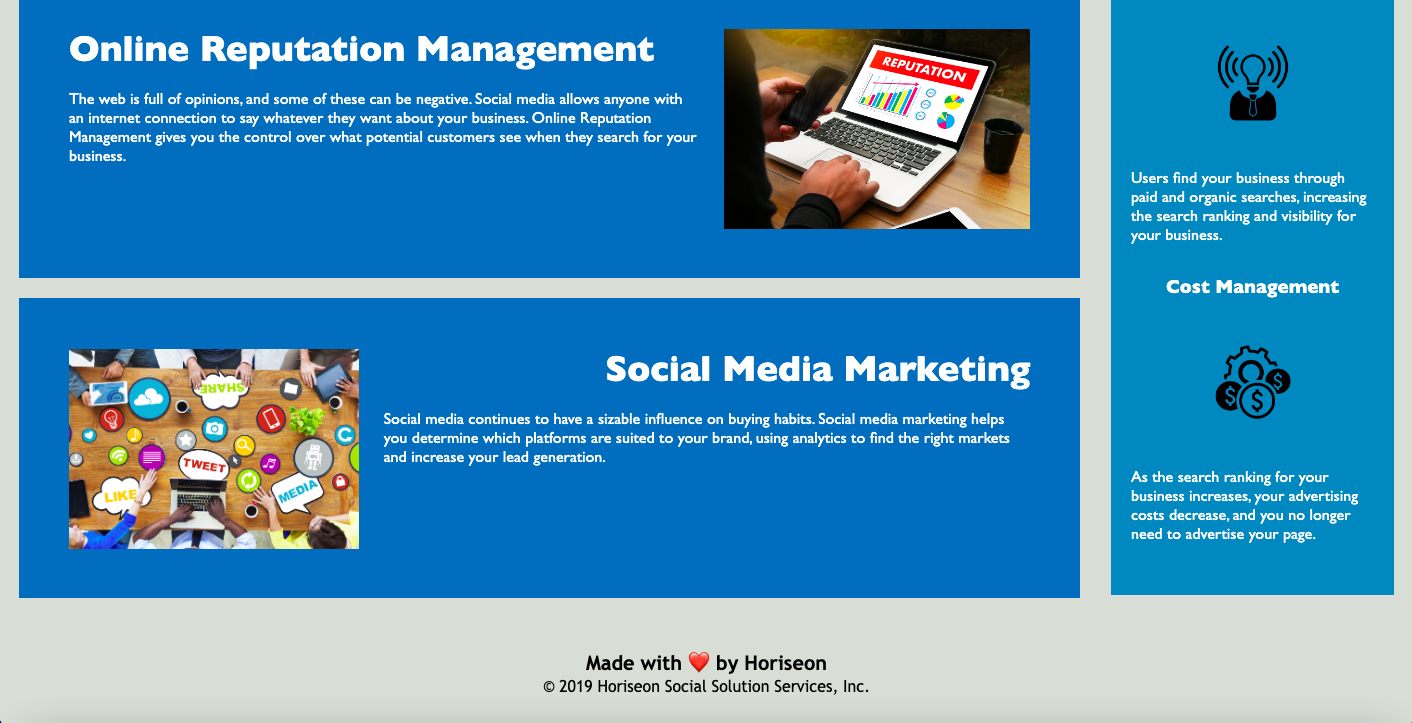 Online Reputation Management
The web is full of opinions, and some of these can be negative. Social media allows anyone with
an internet connection to say whatever they want about your business. Online Reputation
Management gives you the control over what potential customers see when they search for your
business.
REPUTATION
SHARE
TWEET
LIKE
MEDIA
Social Media Marketing
Social media continues to have a sizable influence on buying habits. Social media marketing helps
you determine which platforms are suited to your brand, using analytics to find the right markets
and increase your lead generation.
Users find your business through
paid and organic searches, increasing
the search ranking and visibility for
your business.
Cost Management
$ $ $
As the search ranking for your
business increases, your advertising
costs decrease, and you no longer
need to advertise your page.
Made with ❤️ by Horiseon
© 2019 Horiseon Social Solution Services, Inc.